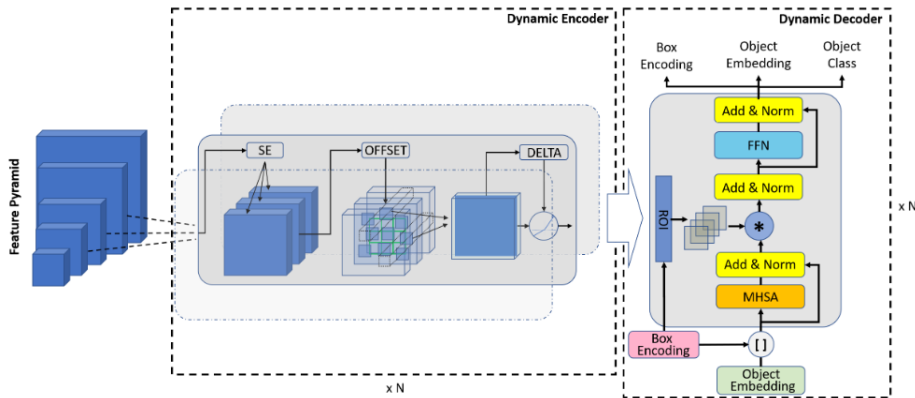 Dynamic Encoder
Dynamic Decoder
Feature Pyramid
SE
OFFSET
DELTA
x N
Box
Encoding
Object
Embedding
Object
Class
Add & Norm
FFN
Add & Norm
ROI
*
Add & Norm
MHSA
Box
Encoding
[ ]
Object
Embedding
x N